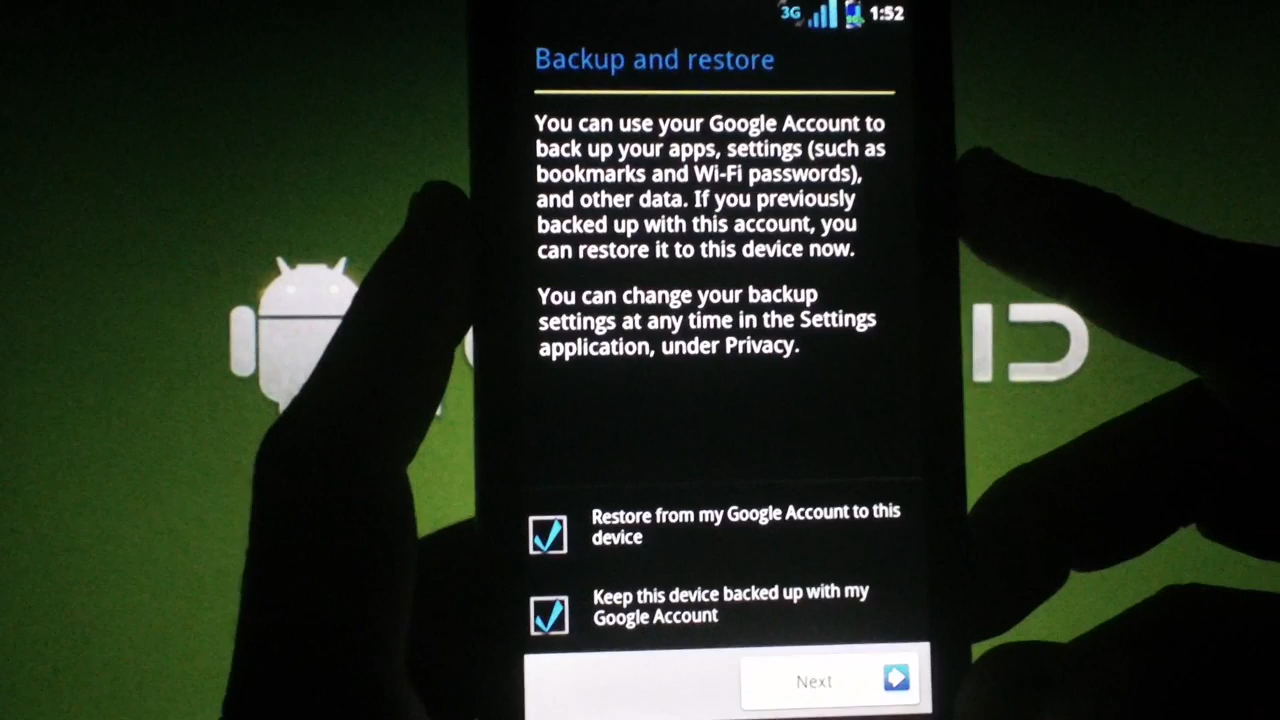 3G 1:52
Backup and restore
You can use your Google Account to
back up your apps, settings (such as
bookmarks and Wi-Fi passwords),
and other data. If you previously
backed up with this account, you
can restore it to this device now.
You can change your backup
settings at any time in the Settings
application, under Privacy.
Restore from my Google Account to this
device
Keep this device backed up with my
Google Account
Next